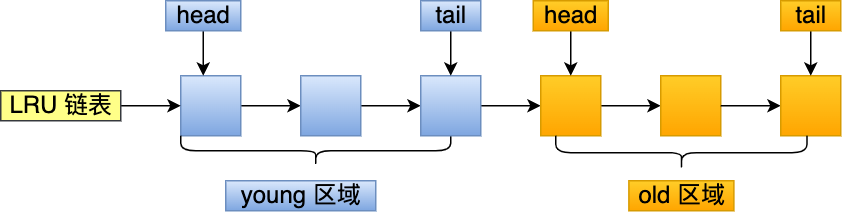 head
tail
head
tail
LRU 链表
young 区域
old 区域